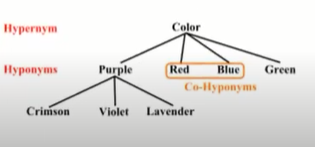 Hypernym Color
Hyponyms Purple Red Blue Green
Co-Hyponyms
Crimson Violet Lavender